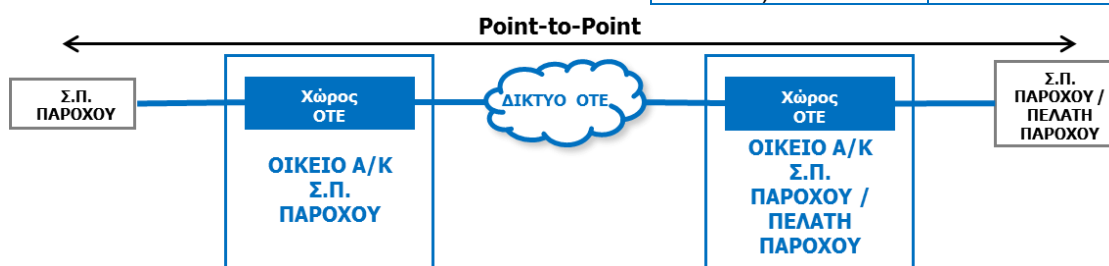 Point-to-Point
Σ.Π.
ΠΑΡΟΧΟΥ
Χώρος
ΟΤΕ
ΟΙΚΕΙΟ Α/Κ
Σ.Π.
ΠΑΡΟΧΟΥ
ΔΙΚΤΥΟ ΟΤΕ
Χώρος
ΟΤΕ
ΟΙΚΕΙΟ Α/Κ
Σ.Π.
ΠΑΡΟΧΟΥ /
ΠΕΛΑΤΗ
ΠΑΡΟΧΟΥ
Σ.Π.
ΠΑΡΟΧΟΥ /
ΠΕΛΑΤΗ
ΠΑΡΟΧΟΥ